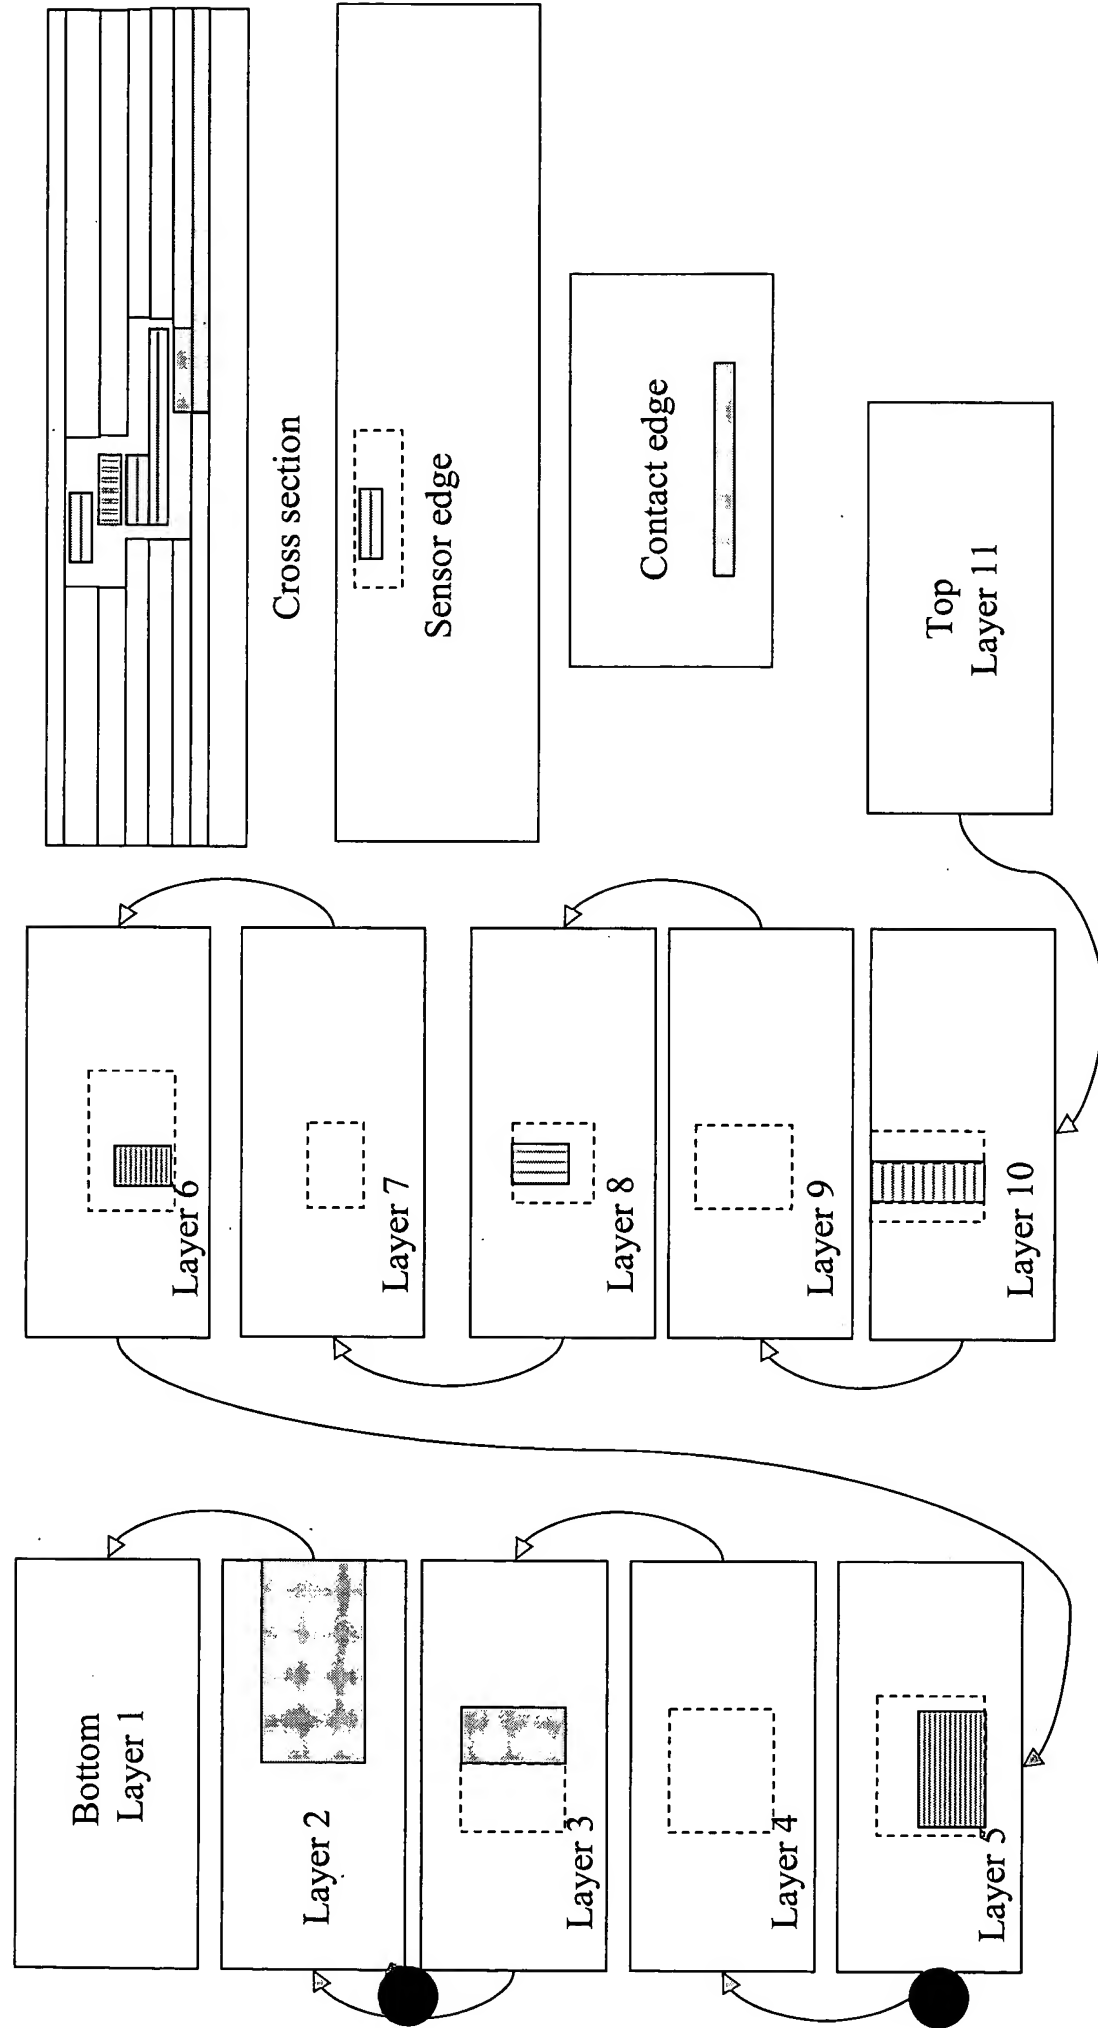 Bottom
Layer 1
Layer 2
Layer 3
Layer 4
Layer 5
Layer 6
Layer 7
Layer 8
Layer 9
Layer 10
Cross section
Sensor edge
Contact edge
Top
Layer 11